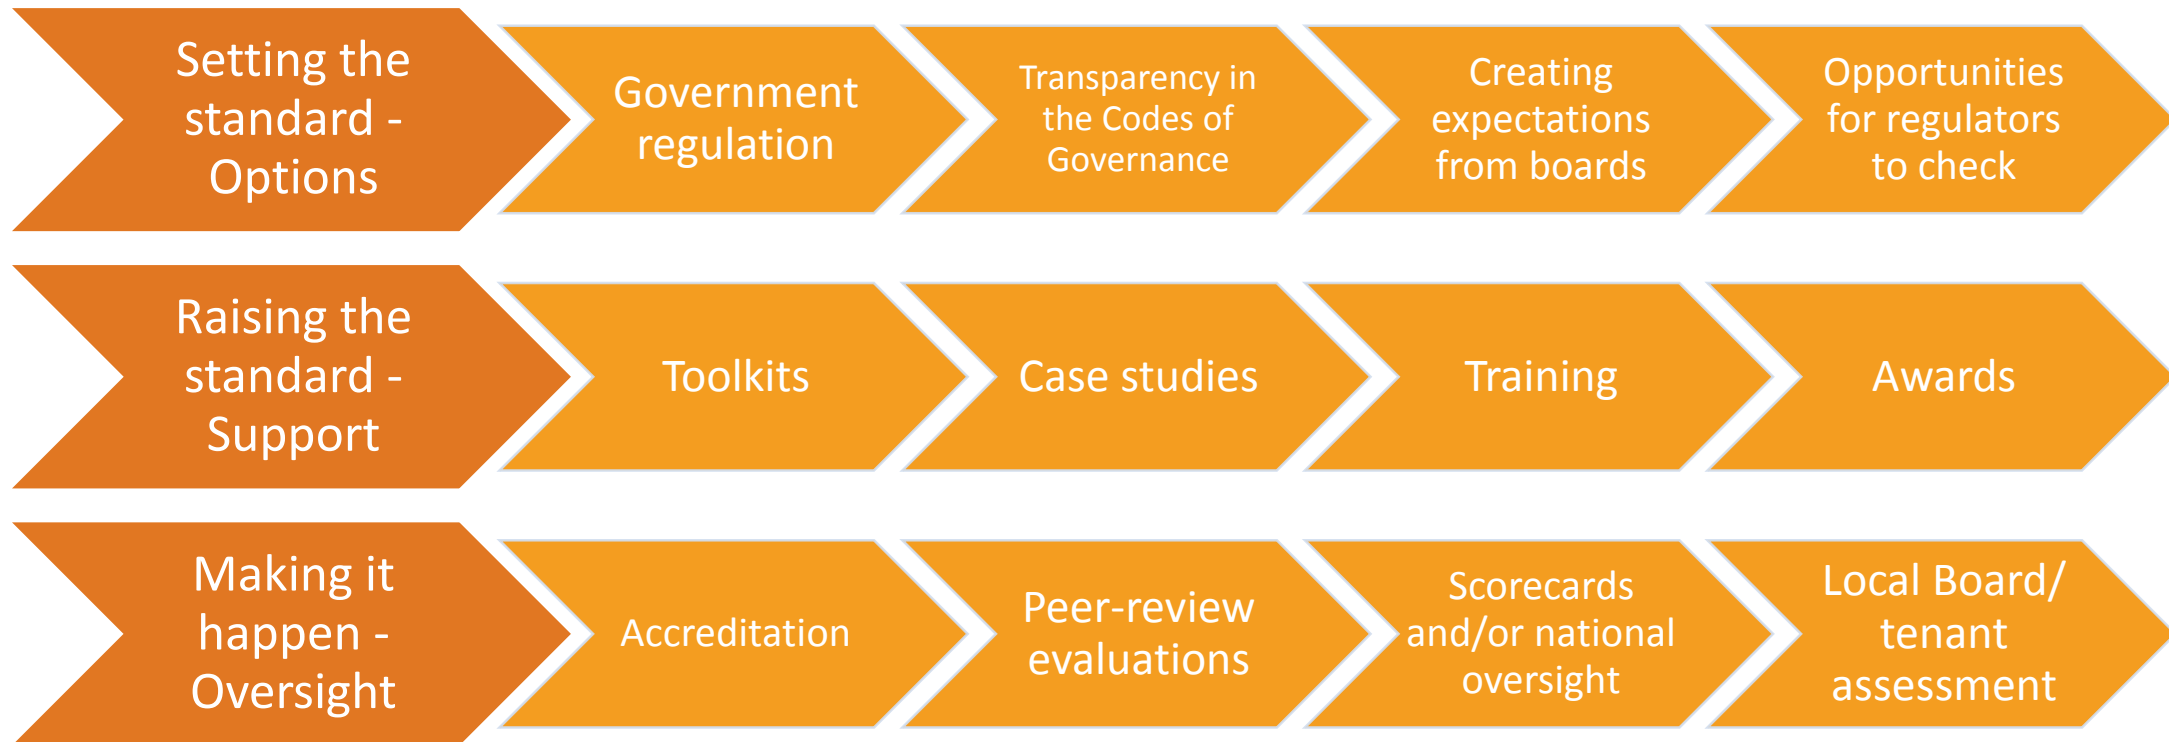 Setting the
standard -
Options
Government
regulation
Transparency in
the Codes of
Governance
Creating
expectations
from boards
Opportunities
for regulators
to check
Raising the
standard -
Support
Toolkits
Case studies
Training
Awards
Making it
happen -
Oversight
Accreditation
Peer-review
evaluations
Scorecards
and/or national
oversight
Local Board/
tenant
assessment